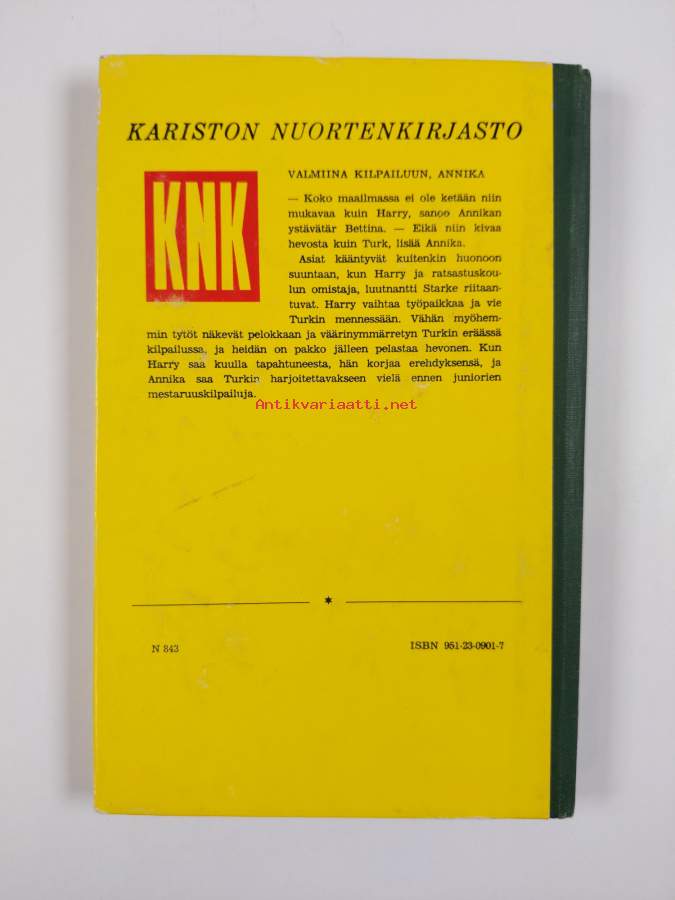 KARISTON NUORTENKIRJASTO
KNK
VALMIINA KILPAILUUN, ANNIKA
— Koko maailmassa ei ole ketään niin
mukavaa kuin Harry, sanoo Annikan
ystävätär Bettina. — Eikä niin kivaa
hevosta kuin Turk, lisää Annika.
Asiat kääntyvät kuitenkin huonoon
suuntaan, kun Harry ja ratsastuskou-
lun omistaja, luutnantti Starke riitaan-
tuvat. Harry vaihtaa työpaikkaa ja vie
Turkin mennessään. Vähän myöhem-
min tytöt näkevät pelokkaan ja väärinymmärretyn Turkin eräässä
kilpailussa, ja heidän on pakko jälleen pelastaa hevonen. Kun
Harry saa kuulla tapahtuneesta, hän korjaa erehdyksensä, ja
Annika saa Turkin harjoitettavakseen vielä ennen juniorien
mestaruuskilpailuja.
Antikvariaatti.net
N 843
ISBN 951-23-0901-7